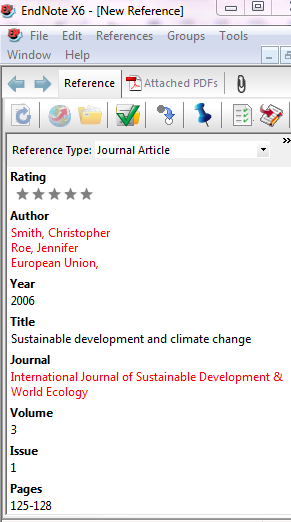 EndNote X6 - [New Reference]
File Edit References Groups Tools
Window Help
Reference Attached PDFs
Reference Type: Journal Article
Rating
Author
Smith, Christopher
Roe, Jennifer
European Union,
Year
2006
Title
Sustainable development and climate change
Journal
International Journal of Sustainable Development &
World Ecology
Volume
3
Issue
1
Pages
125-128